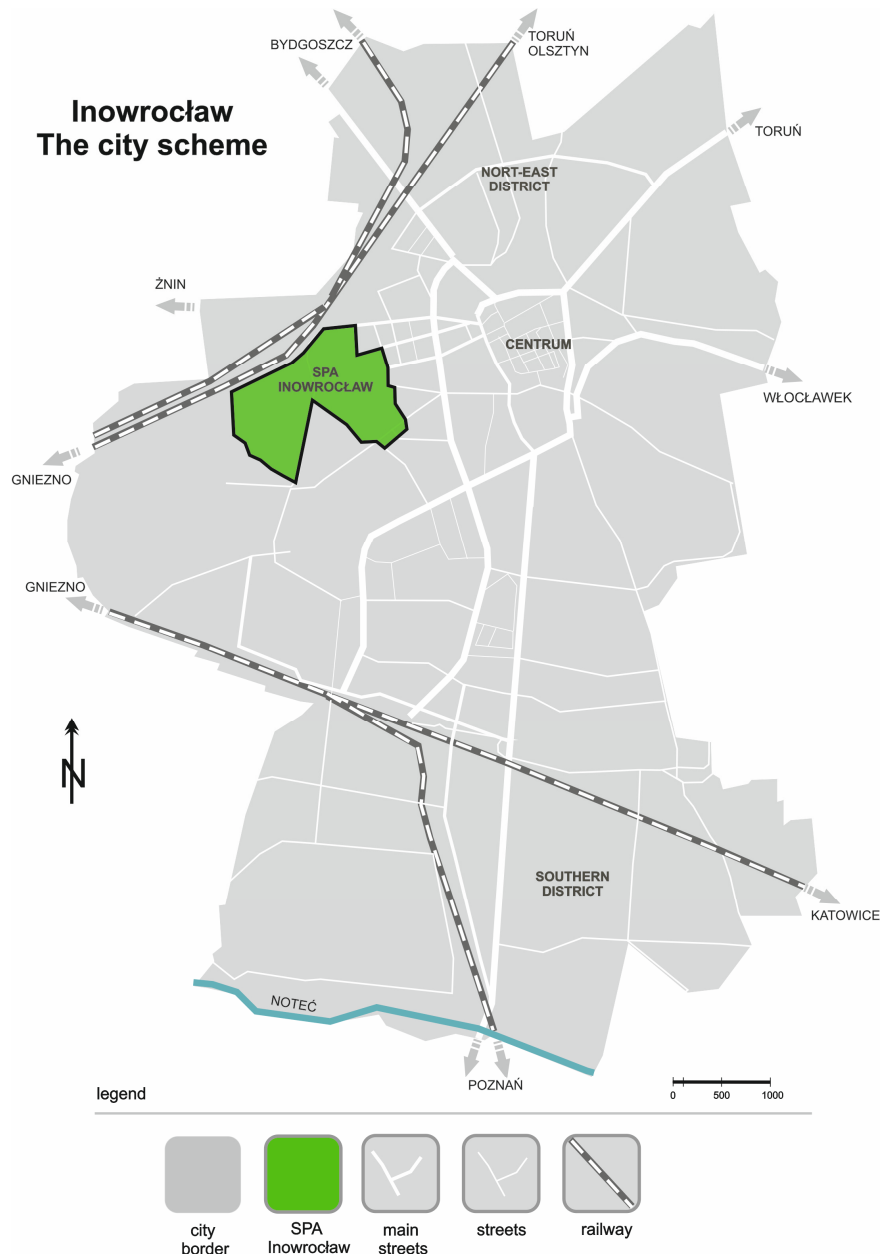 BYDGOSZCZ
TORUŃ
OLSZTYN
Inowrocław
The city scheme
TORUŃ
NORT-EAST
DISTRICT
ŻNIN
CENTRUM
SPA
INOWROCŁAW
WŁOCŁAWEK
GNIEZNO
GNIEZNO
N
SOUTHERN
DISTRICT
KATOWICE
NOTEĆ
POZNAŃ
legend
0 500 1000
city
border
SPA
Inowrocław
main
streets
streets
railway